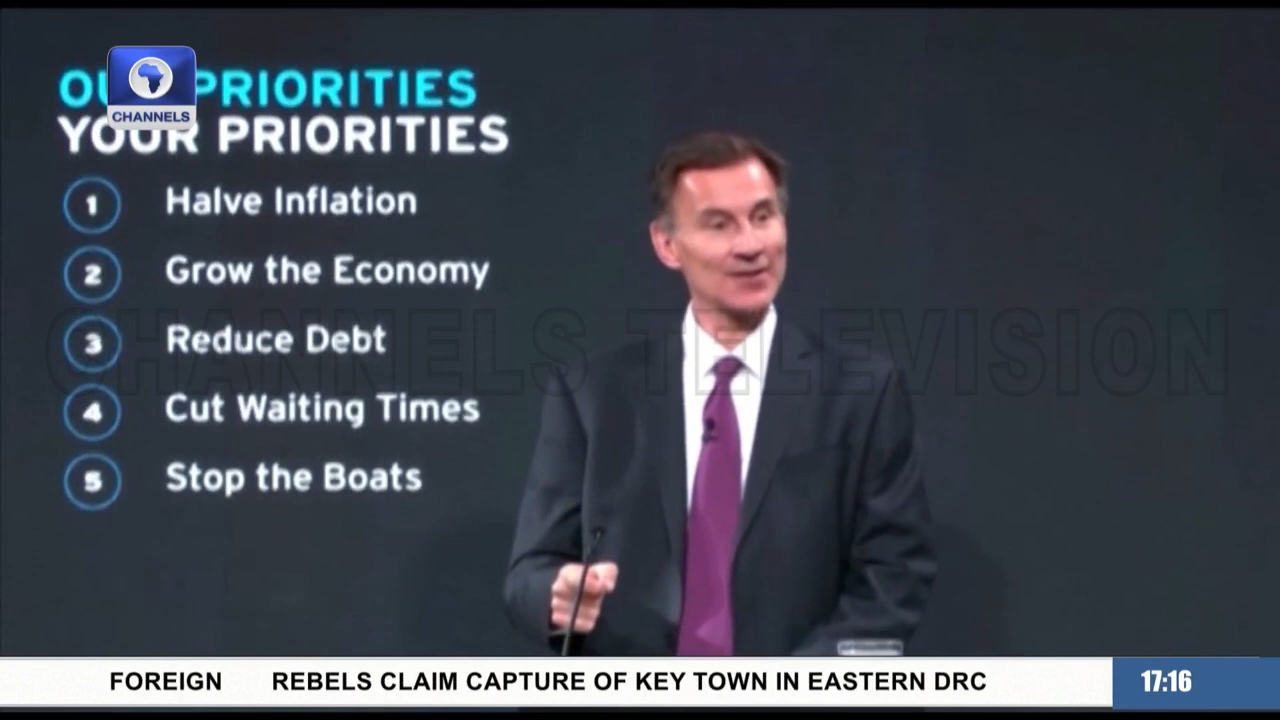 OUR PRIORITIES
YOUR PRIORITIES
CHANNELS
1 Halve Inflation
2 Grow the Economy
3 Reduce Debt
4 Cut Waiting Times
5 Stop the Boats
CHANNELS TELEVISION
FOREIGN REBELS CLAIM CAPTURE OF KEY TOWN IN EASTERN DRC 17:16